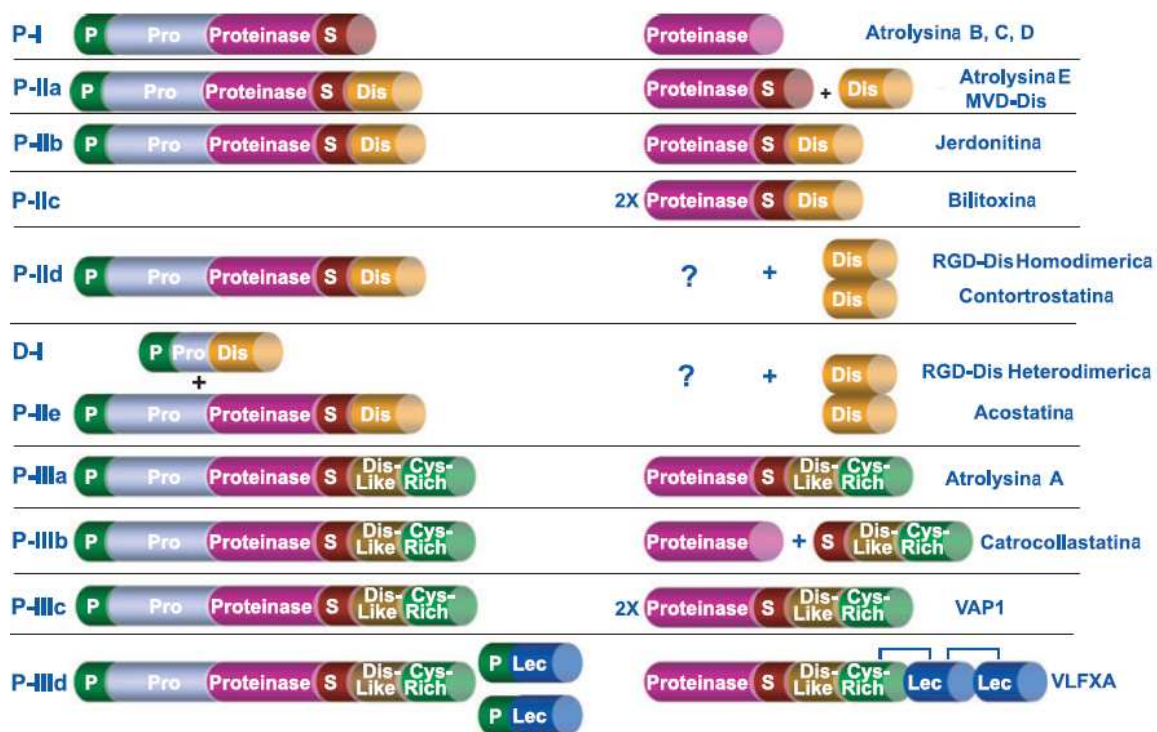 P-I P Pro Proteinase S Proteinase Atrolysina B, C, D
P-IIa P Pro Proteinase S Dis Proteinase S + Dis Atrolysina E
MVD-Dis
P-IIb P Pro Proteinase S Dis Proteinase S Dis Jerdonitina
P-IIc 2X Proteinase S Dis Bilitoxina
P-IId P Pro Proteinase S Dis ? + Dis RGD-Dis Homodimerica
Dis Contortrostatina
D-I P Pro Dis
+ ? + Dis RGD-Dis Heterodimerica
P-IIe P Pro Proteinase S Dis Dis Acostatina
P-IIIa P Pro Proteinase S Dis-Like Cys-Rich Proteinase S Dis-Like Cys-Rich Atrolysina A
P-IIIb P Pro Proteinase S Dis-Like Cys-Rich Proteinase + S Dis-Like Cys-Rich Catrocollastatina
P-IIIc P Pro Proteinase S Dis-Like Cys-Rich 2X Proteinase S Dis-Like Cys-Rich VAP1
P Lec
P-IIId P Pro Proteinase S Dis-Like Cys-Rich Proteinase S Dis-Like Cys-Rich Lec Lec VLFXA
P Lec